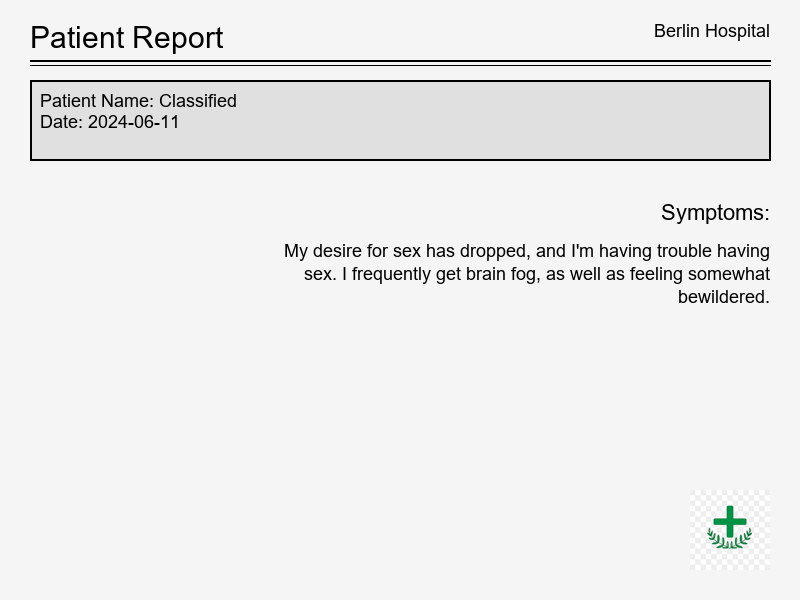 Patient Report
Berlin Hospital
Patient Name: Classified
Date: 2024-06-11
Symptoms:
My desire for sex has dropped, and I'm having trouble having
sex. I frequently get brain fog, as well as feeling somewhat
bewildered.